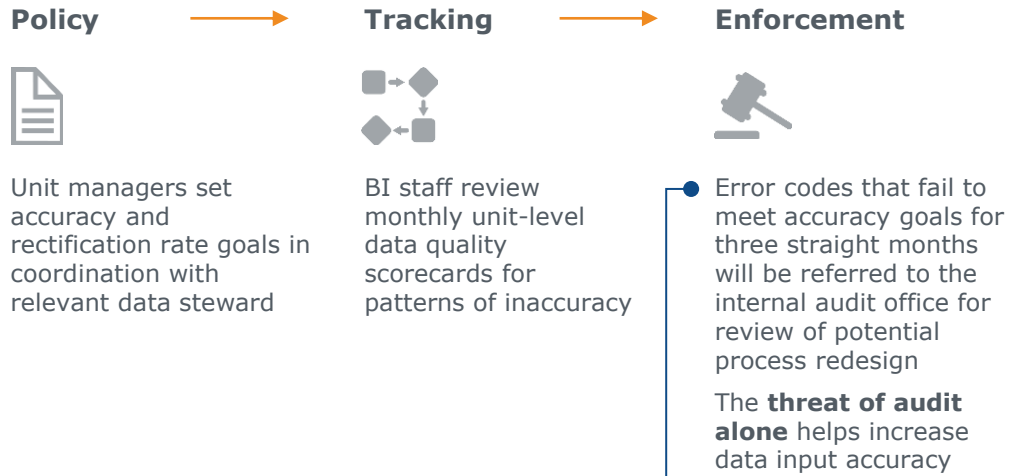 Policy
Tracking
Enforcement
Unit managers set
accuracy and
rectification rate goals in
coordination with
relevant data steward
BI staff review
monthly unit-level
data quality
scorecards for
patterns of inaccuracy
Error codes that fail to
meet accuracy goals for
three straight months
will be referred to the
internal audit office for
review of potential
process redesign
The threat of audit
alone helps increase
data input accuracy